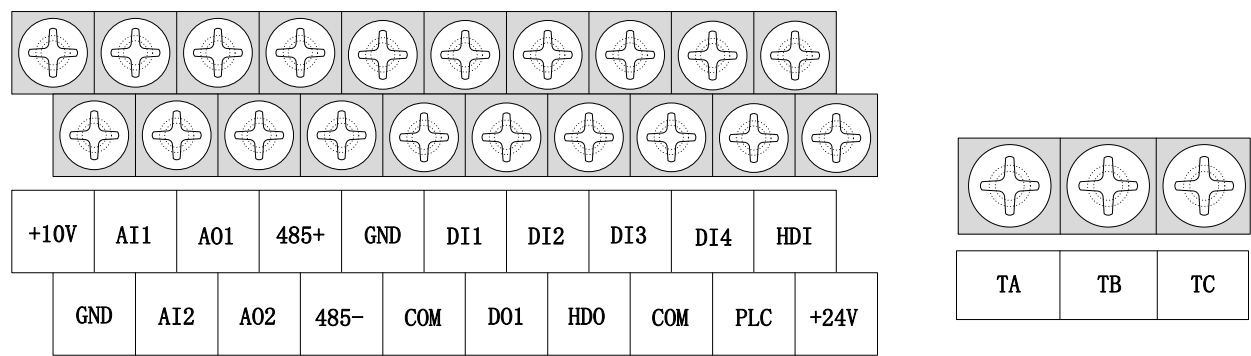 +10V AI1 AO1 485+ GND DI1 DI2 DI3 DI4 HDI
GND AI2 AO2 485- COM DO1 HDO COM PLC +24V
TA TB TC